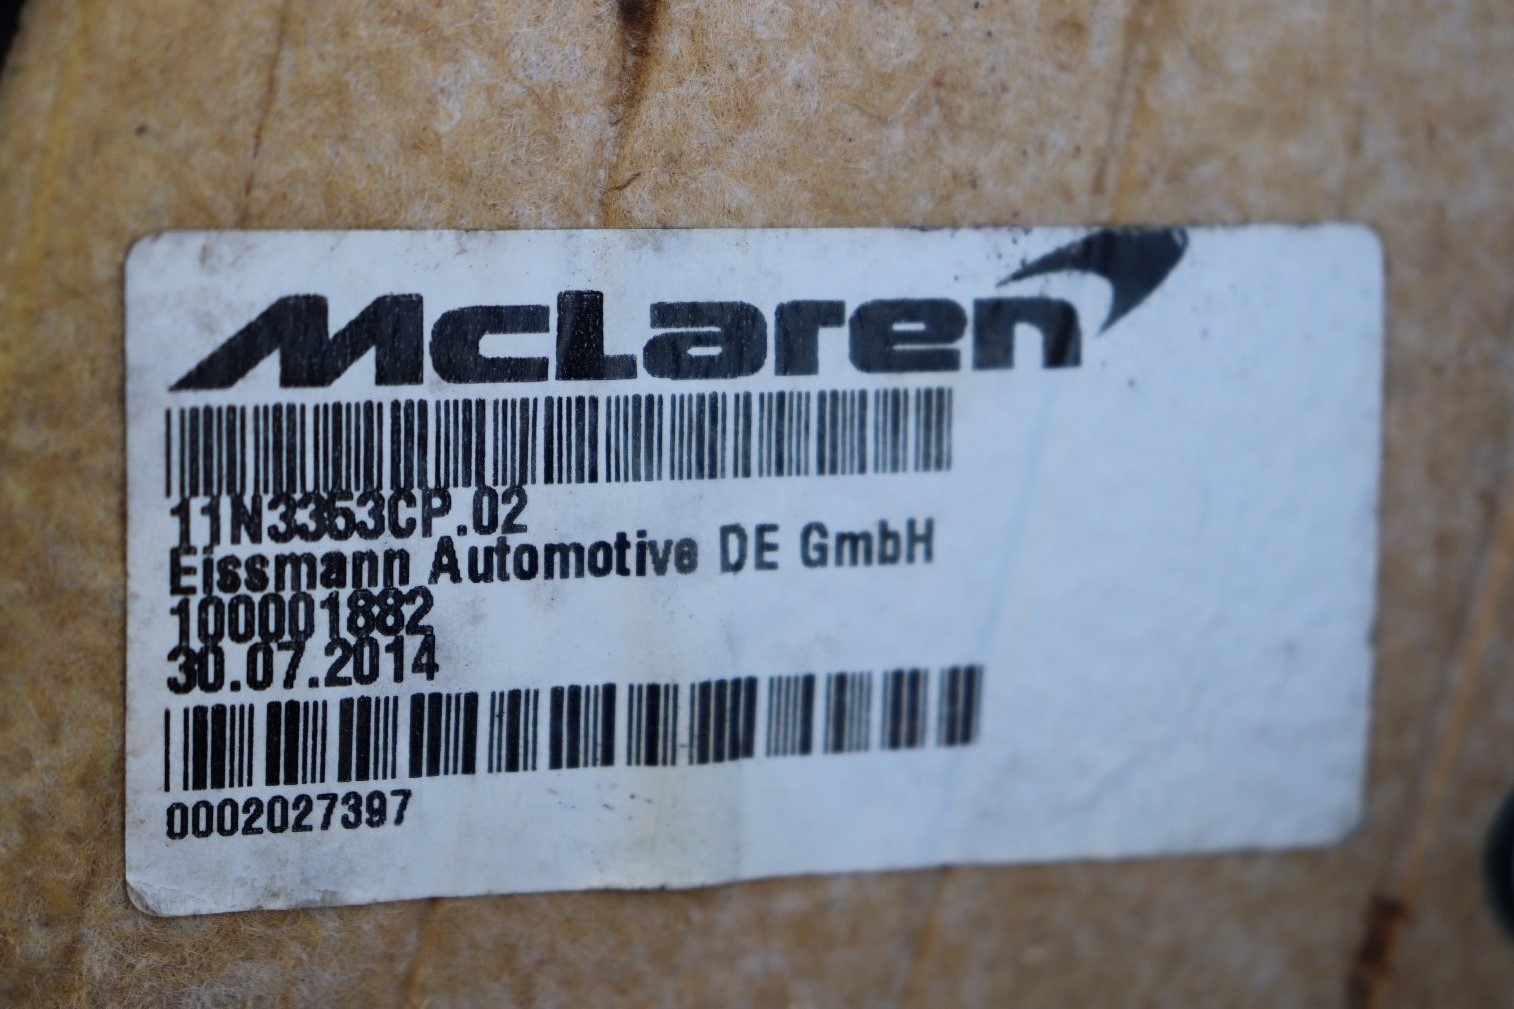 McLaren
11N3353CP.02
Eissmann Automotive DE GmbH
100001882
30.07.2014
0002027397